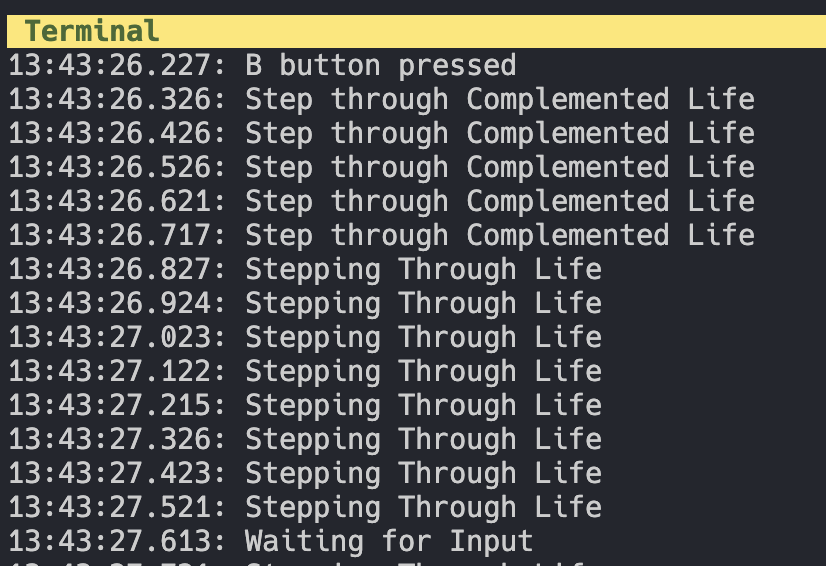 Terminal
13:43:26.227: B button pressed
13:43:26.326: Step through Complemented Life
13:43:26.426: Step through Complemented Life
13:43:26.526: Step through Complemented Life
13:43:26.621: Step through Complemented Life
13:43:26.717: Step through Complemented Life
13:43:26.827: Stepping Through Life
13:43:26.924: Stepping Through Life
13:43:27.023: Stepping Through Life
13:43:27.122: Stepping Through Life
13:43:27.215: Stepping Through Life
13:43:27.326: Stepping Through Life
13:43:27.423: Stepping Through Life
13:43:27.521: Stepping Through Life
13:43:27.613: Waiting for Input